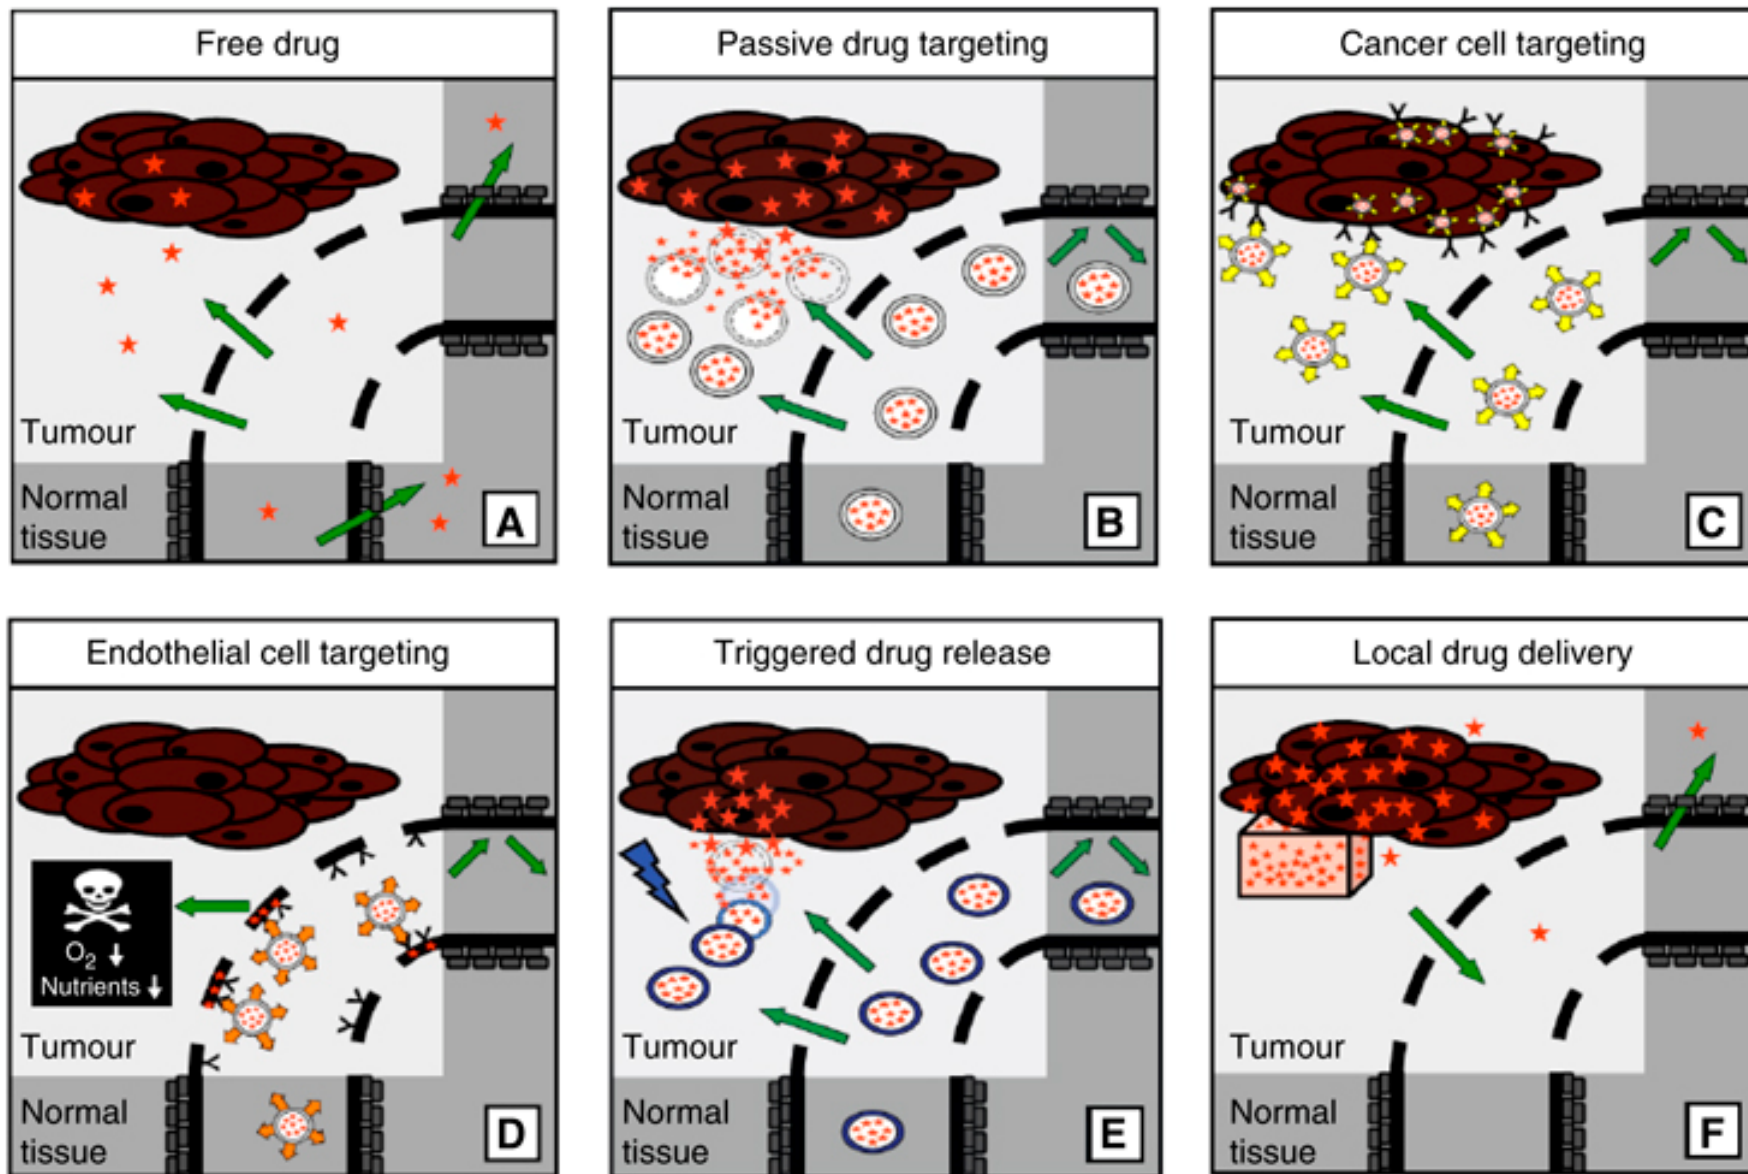 Free drug
Tumour
Normal
tissue
A
Passive drug targeting
Tumour
Normal
tissue
B
Cancer cell targeting
Tumour
Normal
tissue
C
Endothelial cell targeting
O₂
Nutrients
Tumour
Normal
tissue
D
Triggered drug release
Tumour
Normal
tissue
E
Local drug delivery
Tumour
Normal
tissue
F